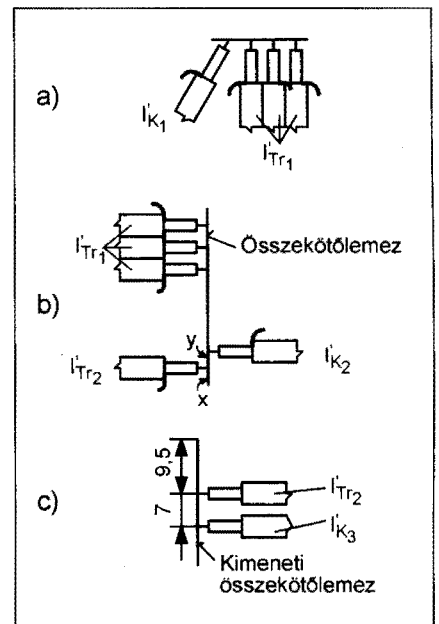 a)
I'K1
I'Tr1
I'Tr1
Összekötőlemez
b)
y
I'K2
I'Tr2
x
9,5
I'Tr2
c)
7
I'K3
Kimeneti
összekötőlemez